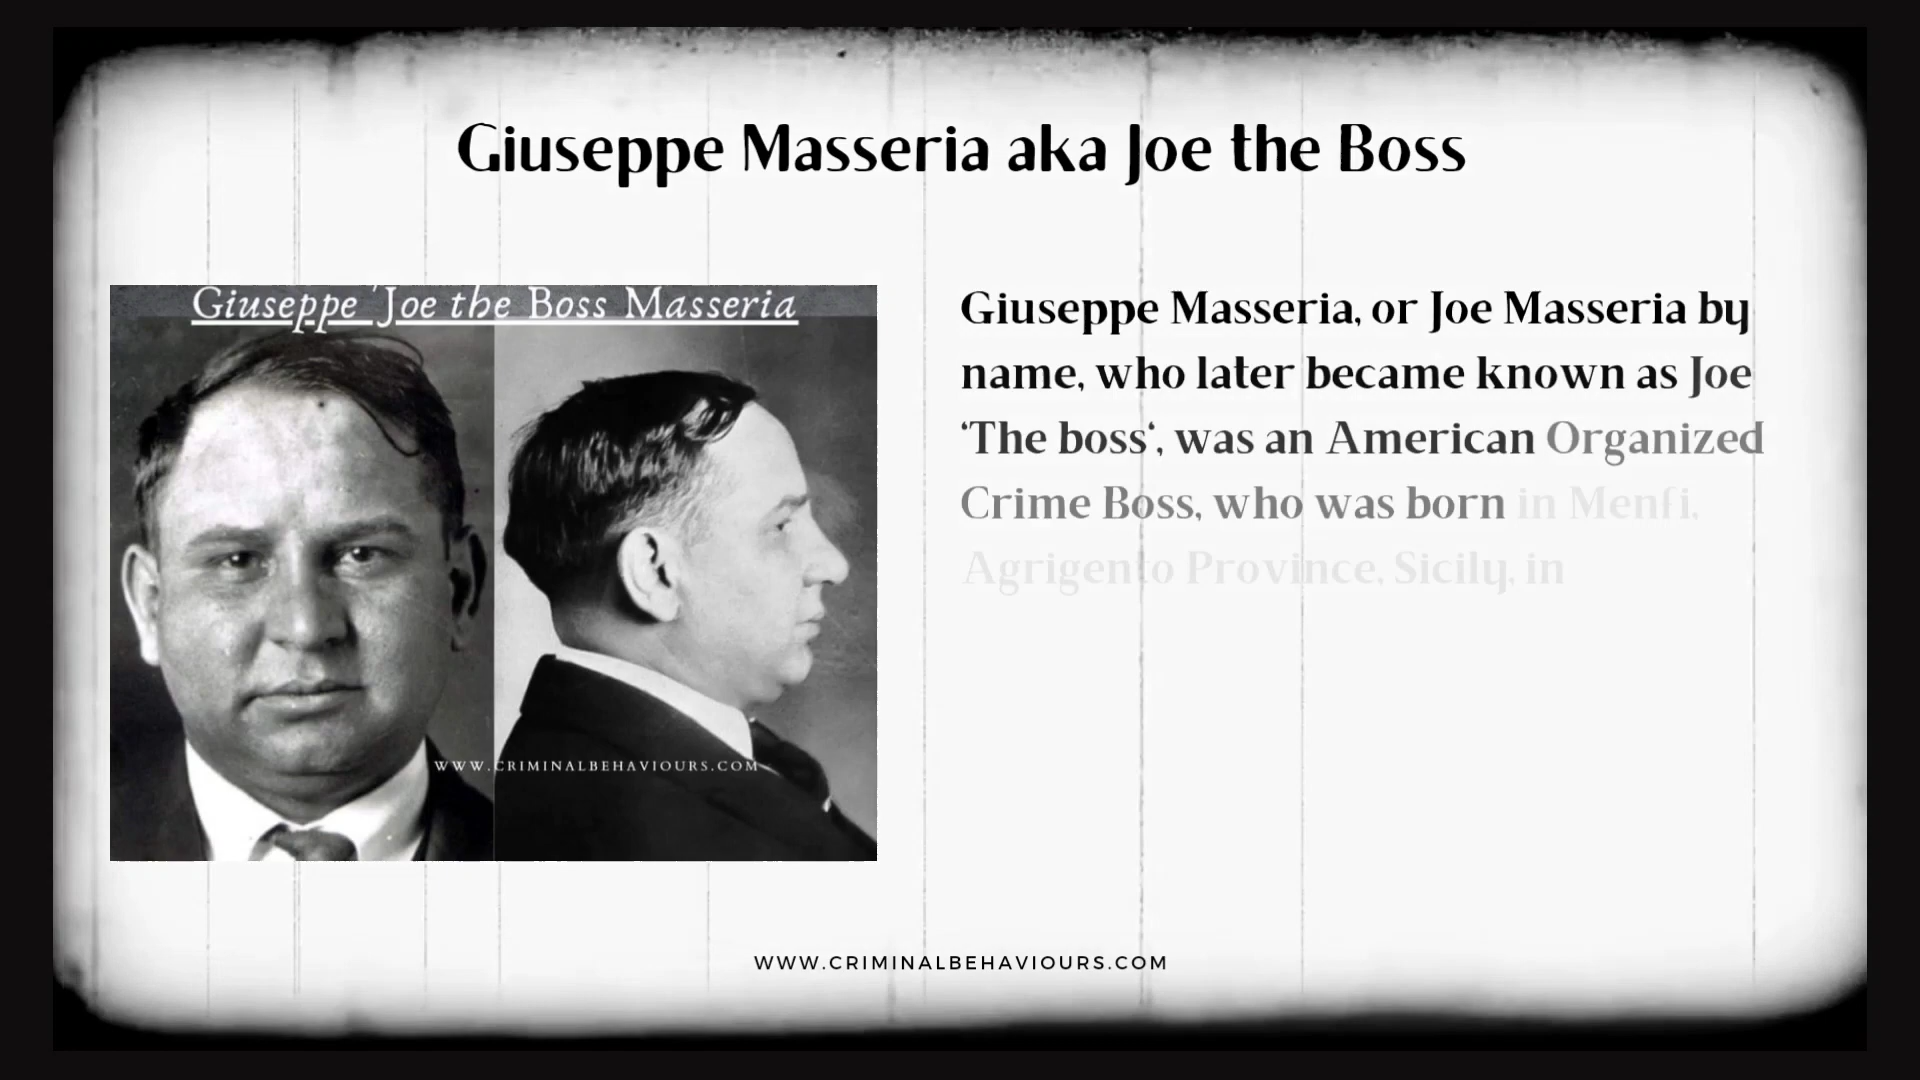 Giuseppe Masseria aka Joe the Boss
Giuseppe 'Joe the Boss Masseria
WWW.CRIMINALBEHAVIOURS.COM
Giuseppe Masseria, or Joe Masseria by
name, who later became known as Joe
‘The boss‘, was an American Organized
Crime Boss, who was born in Menfi,
Agrigento Province, Sicily, in
WWW.CRIMINALBEHAVIOURS.COM